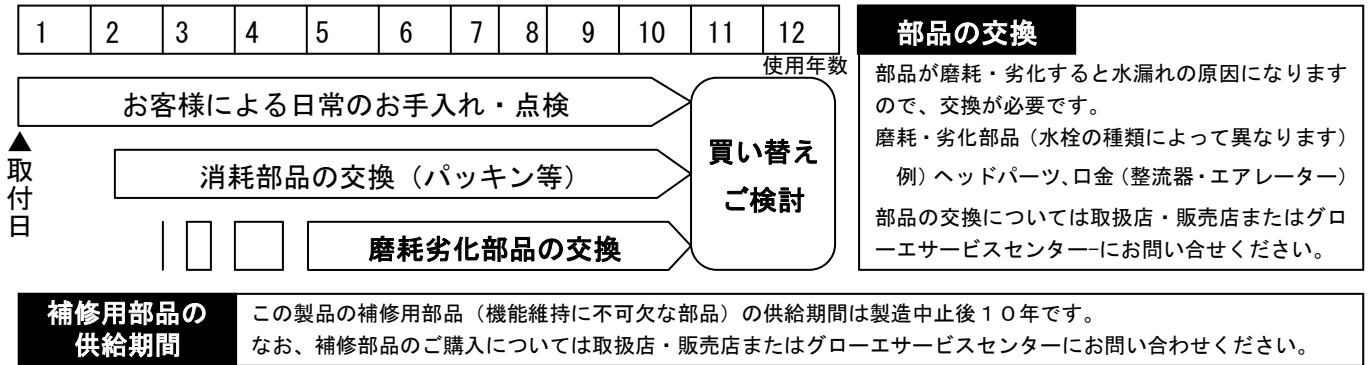 1 2 3 4 5 6 7 8 9 10 11 12
使用年数
お客様による日常のお手入れ・点検
▲
取付日
消耗部品の交換（パッキン等）
磨耗劣化部品の交換
買い替え
ご検討
部品の交換
部品が磨耗・劣化すると水漏れの原因になります
ので、交換が必要です。
磨耗・劣化部品（水栓の種類によって異なります）
例）ヘッドパーツ、口金（整流器・エアレーター）
部品の交換については取扱店・販売店またはグロ
ーエサービスセンター-にお問い合せください。
補修用部品の
供給期間
この製品の補修用部品（機能維持に不可欠な部品）の供給期間は製造中止後１０年です。
なお、補修部品のご購入については取扱店・販売店またはグローエサービスセンターにお問い合わせください。